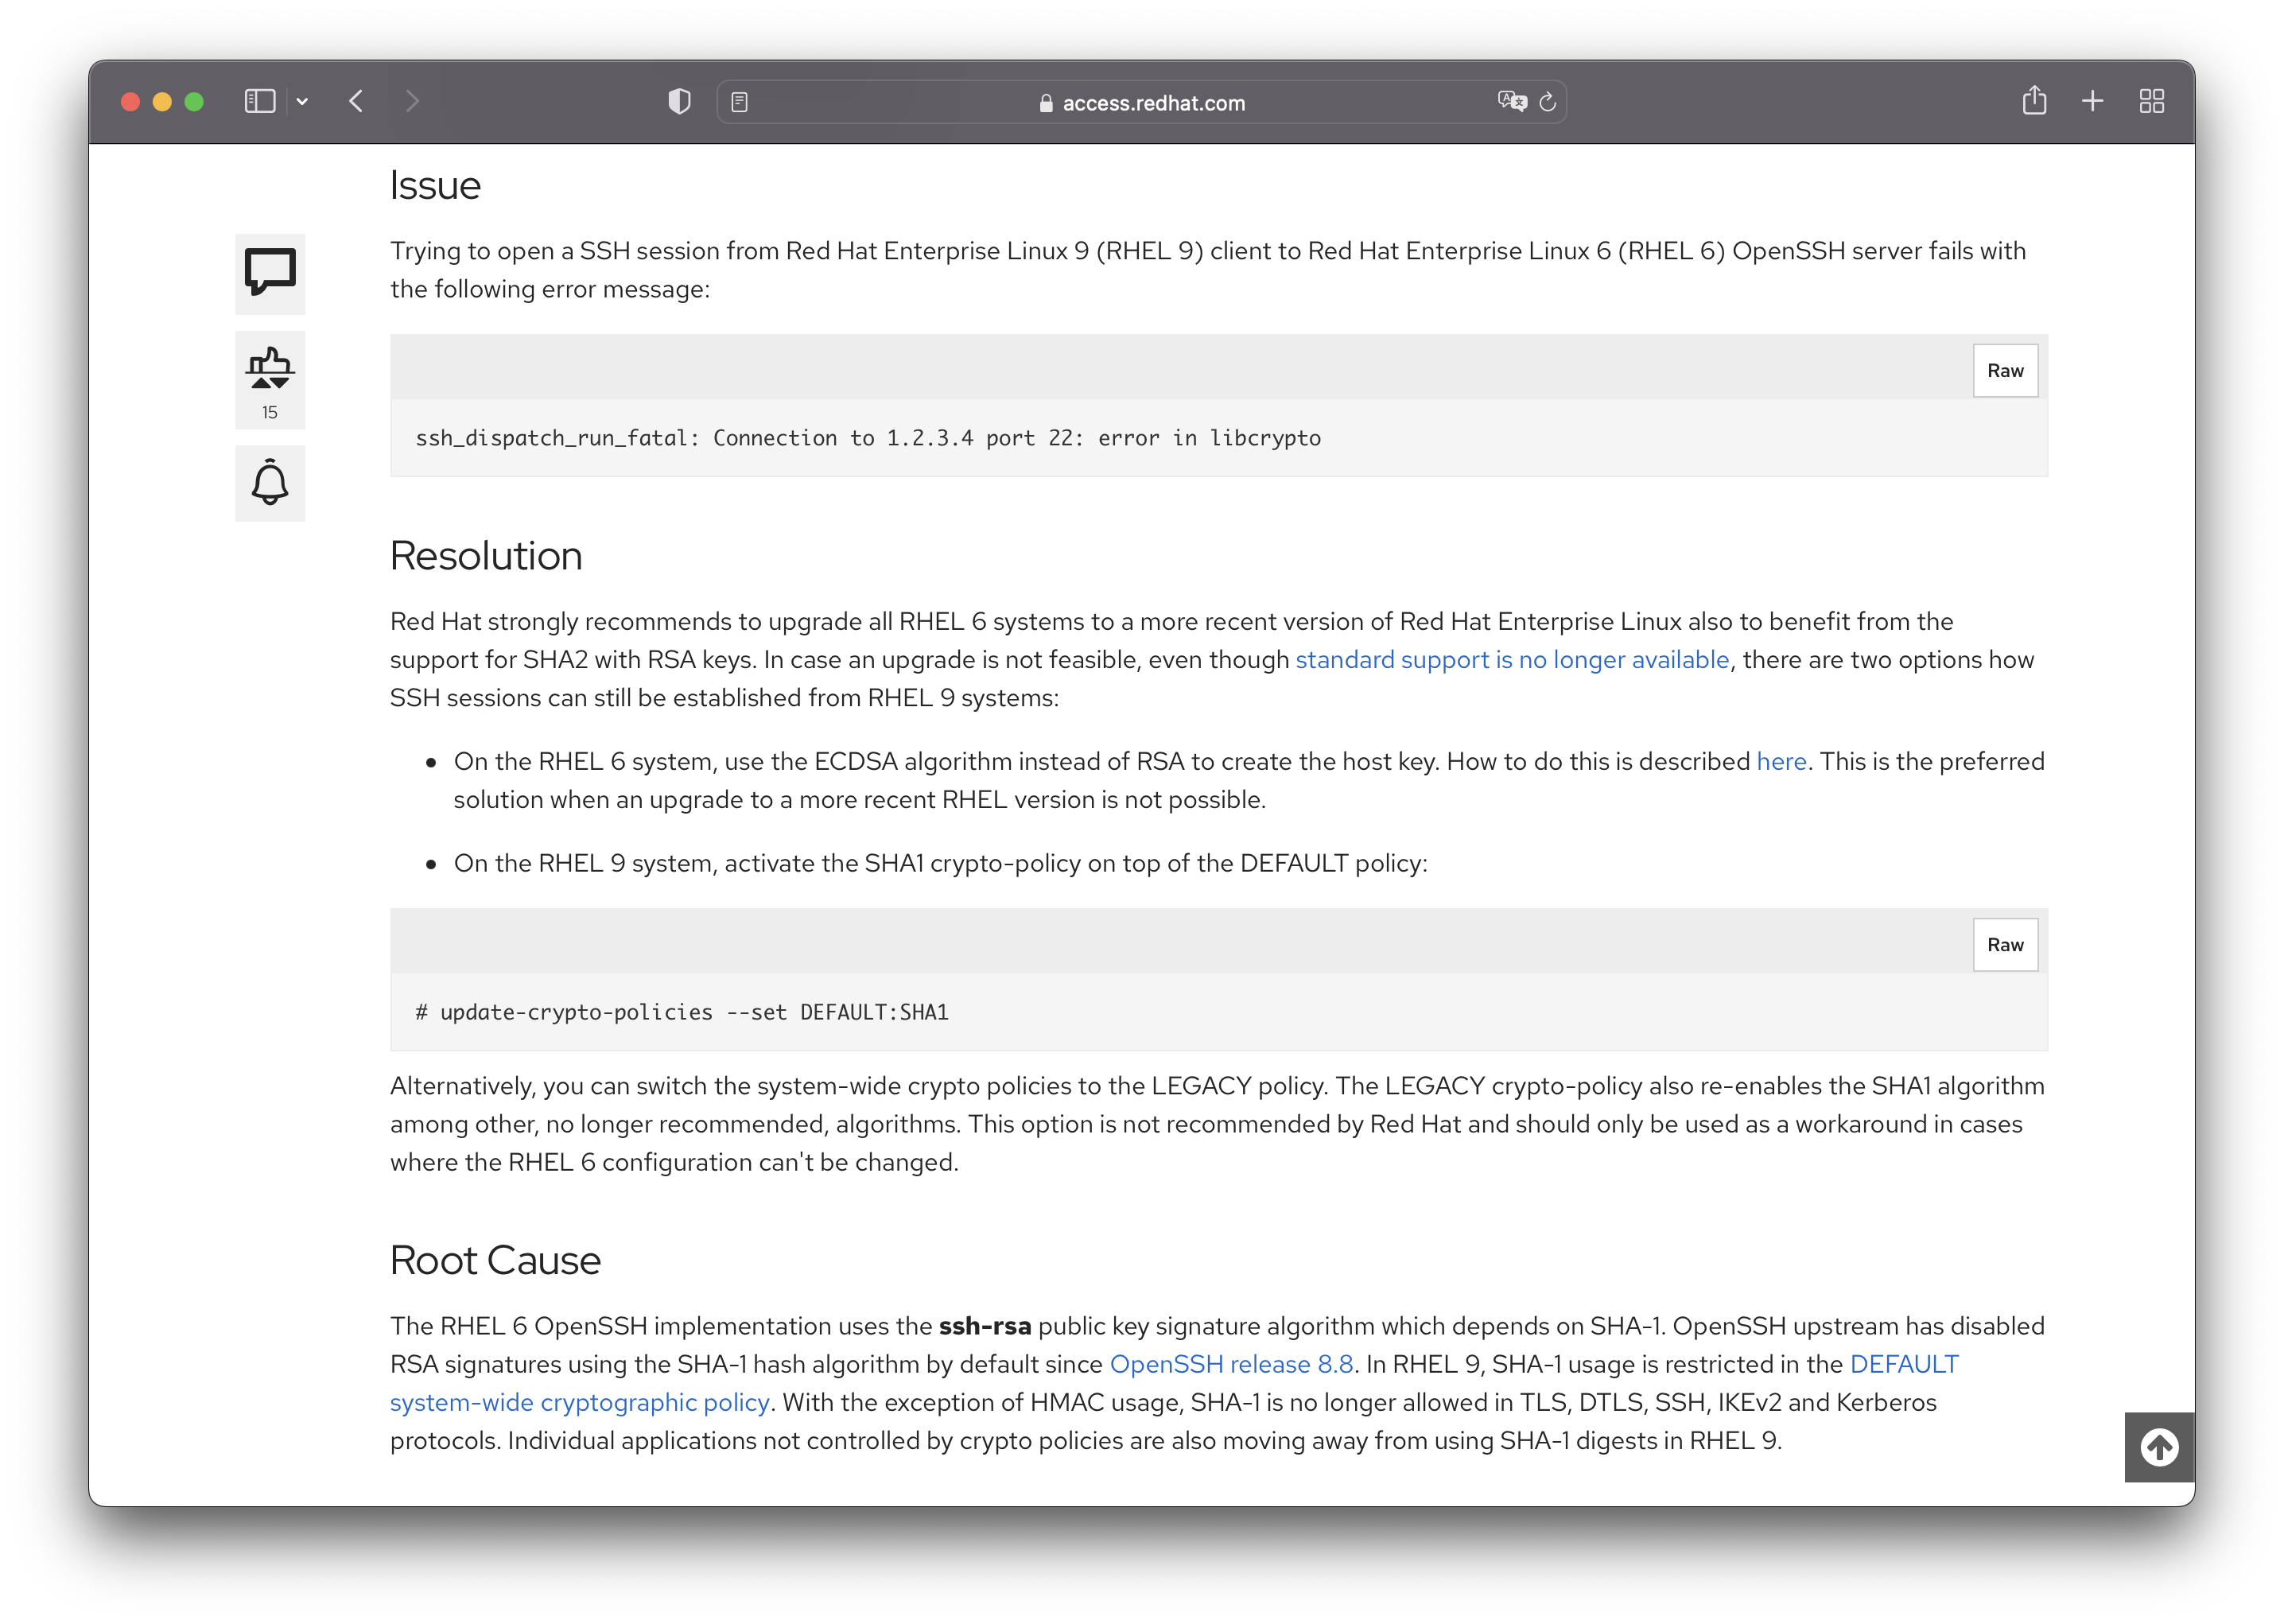 access.redhat.com
Issue
Trying to open a SSH session from Red Hat Enterprise Linux 9 (RHEL 9) client to Red Hat Enterprise Linux 6 (RHEL 6) OpenSSH server fails with
the following error message:
Raw
15
ssh_dispatch_run_fatal: Connection to 1.2.3.4 port 22: error in libcrypto
Resolution
Red Hat strongly recommends to upgrade all RHEL 6 systems to a more recent version of Red Hat Enterprise Linux also to benefit from the
support for SHA2 with RSA keys. In case an upgrade is not feasible, even though standard support is no longer available, there are two options how
SSH sessions can still be established from RHEL 9 systems:
• On the RHEL 6 system, use the ECDSA algorithm instead of RSA to create the host key. How to do this is described here. This is the preferred
solution when an upgrade to a more recent RHEL version is not possible.
• On the RHEL 9 system, activate the SHA1 crypto-policy on top of the DEFAULT policy:
Raw
# update-crypto-policies --set DEFAULT:SHA1
Alternatively, you can switch the system-wide crypto policies to the LEGACY policy. The LEGACY crypto-policy also re-enables the SHA1 algorithm
among other, no longer recommended, algorithms. This option is not recommended by Red Hat and should only be used as a workaround in cases
where the RHEL 6 configuration can't be changed.
Root Cause
The RHEL 6 OpenSSH implementation uses the ssh-rsa public key signature algorithm which depends on SHA-1. OpenSSH upstream has disabled
RSA signatures using the SHA-1 hash algorithm by default since OpenSSH release 8.8. In RHEL 9, SHA-1 usage is restricted in the DEFAULT
system-wide cryptographic policy. With the exception of HMAC usage, SHA-1 is no longer allowed in TLS, DTLS, SSH, IKEv2 and Kerberos
protocols. Individual applications not controlled by crypto policies are also moving away from using SHA-1 digests in RHEL 9.